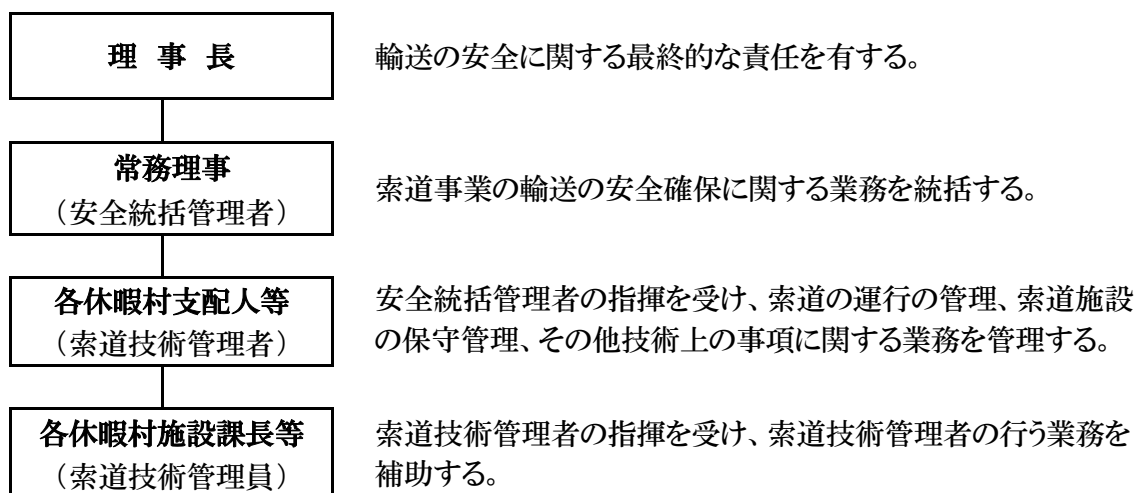 理 事 長
輸送の安全に関する最終的な責任を有する。
常務理事
（安全統括管理者）
索道事業の輸送の安全確保に関する業務を統括する。
各休暇村支配人等
（索道技術管理者）
安全統括管理者の指揮を受け、索道の運行の管理、索道施設
の保守管理、その他技術上の事項に関する業務を管理する。
各休暇村施設課長等
（索道技術管理員）
索道技術管理者の指揮を受け、索道技術管理者の行う業務を
補助する。